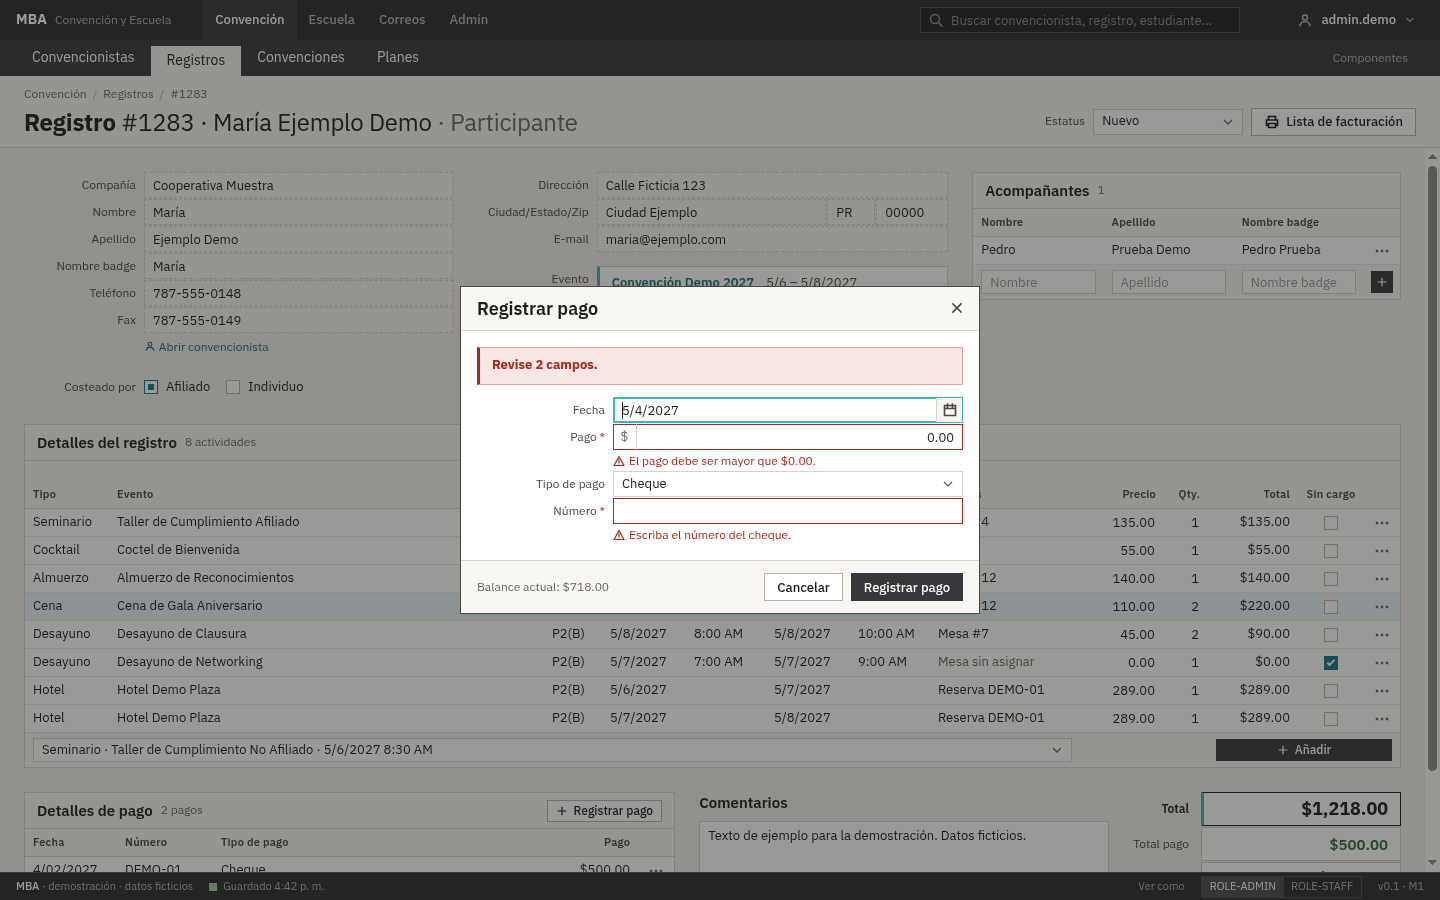 MBA Convención y Escuela Convención Escuela Correos Admin Buscar convencionista, registro, estudiante... admin.demo
Convencionistas Registros Convenciones Planes Componentes
Convención / Registros / #1283
Registro #1283 · María Ejemplo Demo · Participante
Estatus Nuevo Lista de facturación
Compañía Cooperativa Muestra
Nombre María
Apellido Ejemplo Demo
Nombre badge María
Teléfono 787-555-0148
Fax 787-555-0149
Abrir convencionista
Costeado por Afiliado Individuo
Dirección Calle Ficticia 123
Ciudad/Estado/Zip Ciudad Ejemplo PR 00000
E-mail maria@ejemplo.com
Evento Convención Demo 2027 5/6 – 5/8/2027
Acompañantes 1
Nombre Apellido Nombre badge
Pedro Prueba Demo Pedro Prueba
Nombre Apellido Nombre badge
Registrar pago
Revise 2 campos.
Fecha 5/4/2027
Pago * $ 0.00
El pago debe ser mayor que $0.00.
Tipo de pago Cheque
Número *
Escriba el número del cheque.
Balance actual: $718.00 Cancelar Registrar pago
Detalles del registro 8 actividades
Tipo Evento Precio Qty. Total Sin cargo
Seminario Taller de Cumplimiento Afiliado 4 135.00 1 $135.00
Cocktail Coctel de Bienvenida 55.00 1 $55.00
Almuerzo Almuerzo de Reconocimientos 12 140.00 1 $140.00
Cena Cena de Gala Aniversario 12 110.00 2 $220.00
Desayuno Desayuno de Clausura P2(B) 5/8/2027 8:00 AM 5/8/2027 10:00 AM Mesa #7 45.00 2 $90.00
Desayuno Desayuno de Networking P2(B) 5/7/2027 7:00 AM 5/7/2027 9:00 AM Mesa sin asignar 0.00 1 $0.00
Hotel Hotel Demo Plaza P2(B) 5/6/2027 5/7/2027 Reserva DEMO-01 289.00 1 $289.00
Hotel Hotel Demo Plaza P2(B) 5/7/2027 5/8/2027 Reserva DEMO-01 289.00 1 $289.00
Seminario · Taller de Cumplimiento No Afiliado · 5/6/2027 8:30 AM Añadir
Detalles de pago 2 pagos Registrar pago
Fecha Número Tipo de pago Pago
4/02/2027 DEMO-01 Cheque $500.00
Comentarios
Texto de ejemplo para la demostración. Datos ficticios.
Total $1,218.00
Total pago $500.00
MBA · demostración · datos ficticios Guardado 4:42 p. m. Ver como ROLE-ADMIN ROLE-STAFF v0.1 · M1